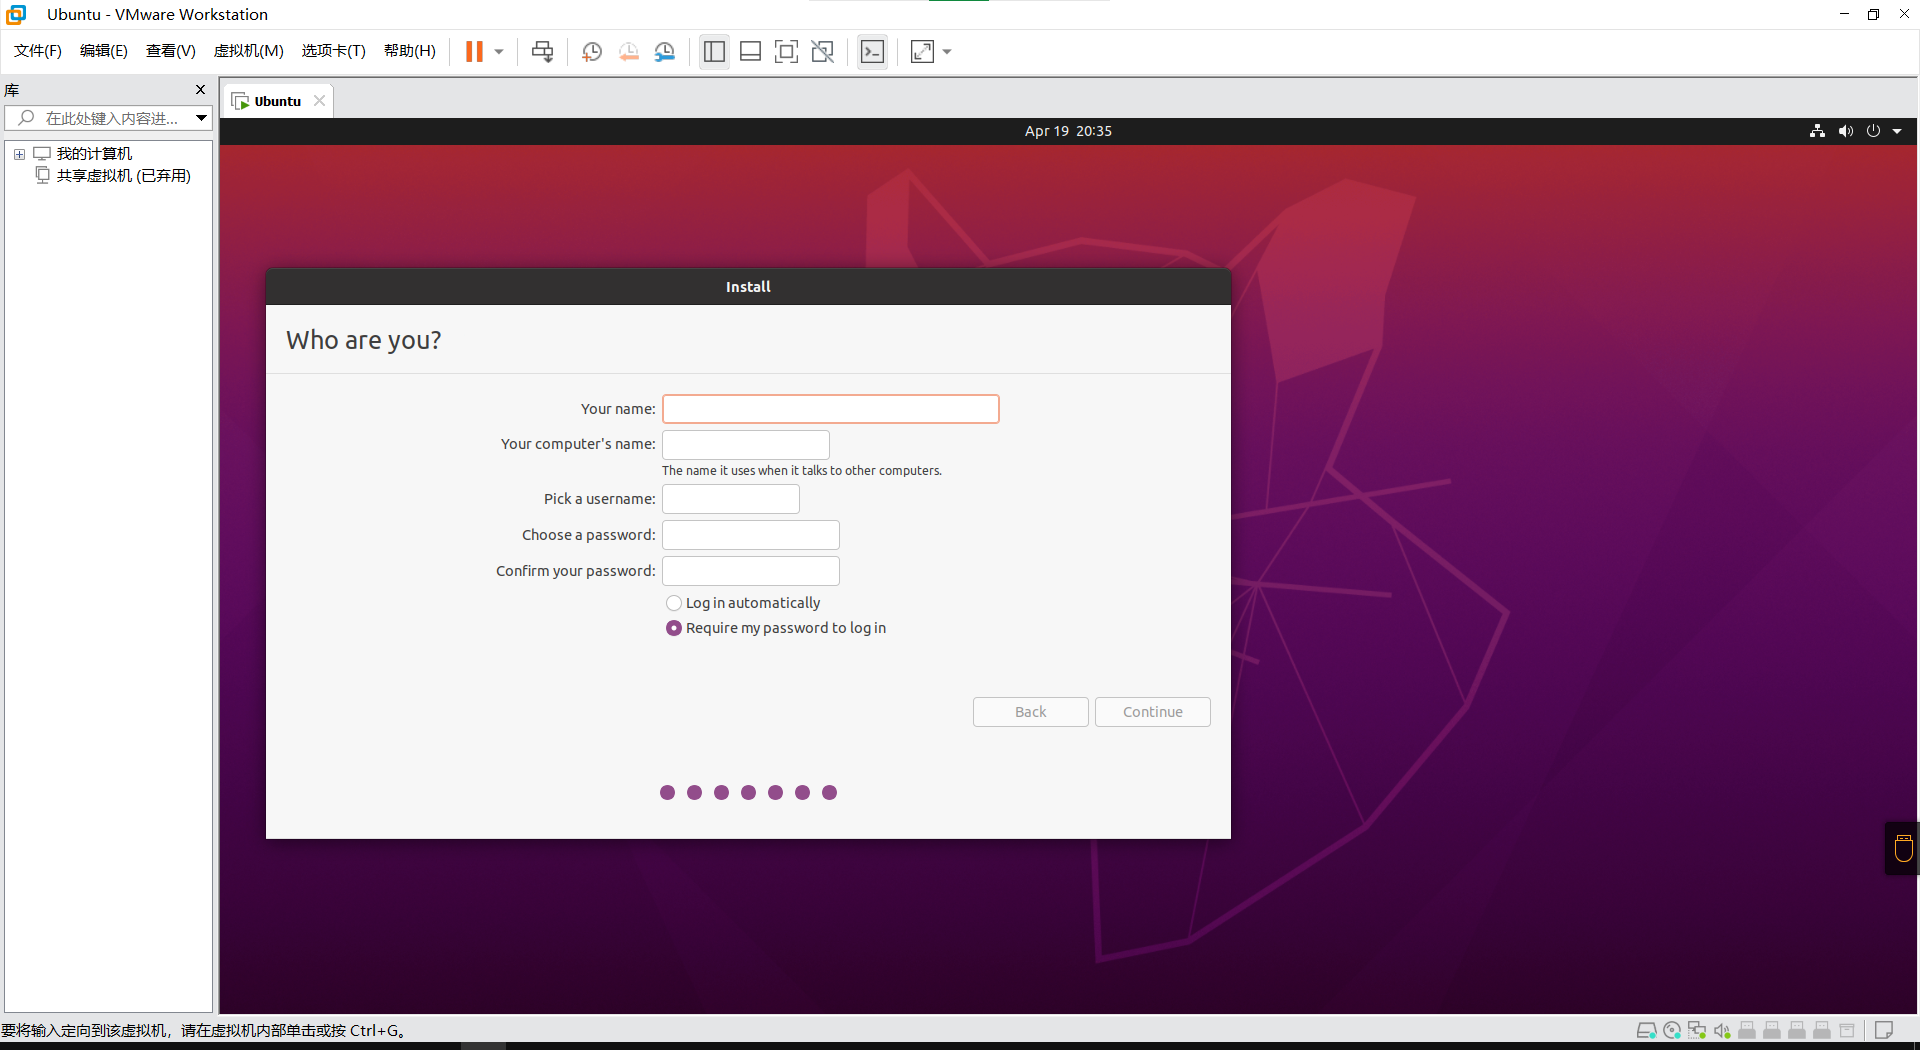 Ubuntu - VMware Workstation
文件(F) 编辑(E) 查看(V) 虚拟机(M) 选项卡(T) 帮助(H)
库
在此处键入内容进...
我的计算机
共享虚拟机 (已弃用)
Ubuntu
Apr 19 20:35
Install
Who are you?
Your name:
Your computer's name:
The name it uses when it talks to other computers.
Pick a username:
Choose a password:
Confirm your password:
Log in automatically
Require my password to log in
Back Continue
要将输入定向到该虚拟机，请在虚拟机内部单击或按 Ctrl+G。